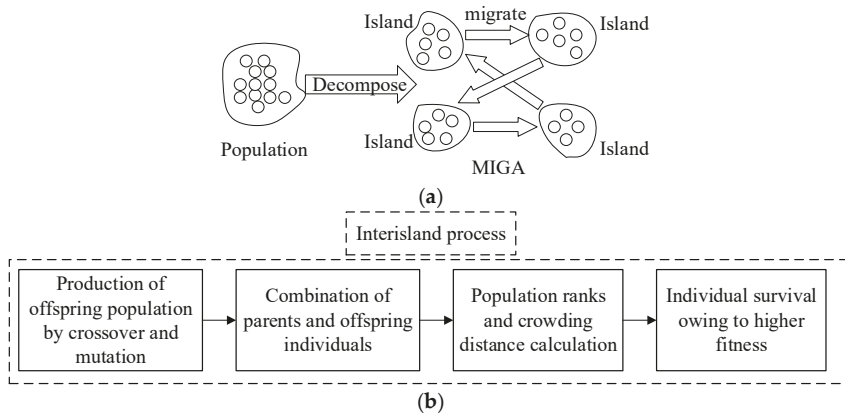 Island
migrate
Island
Decompose
Population
Island
MIGA
Island
(a)
Interisland process
Production of
offspring population
by crossover and
mutation
Combination of
parents and offspring
individuals
Population ranks
and crowding
distance calculation
Individual survival
owing to higher
fitness
(b)